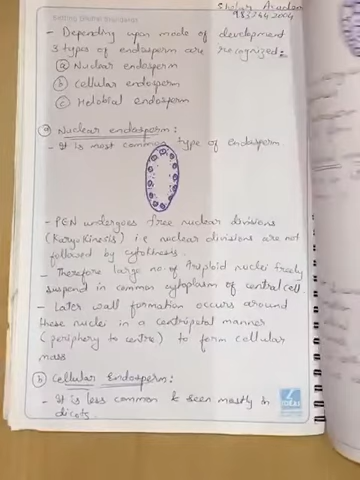 Scholar Academy
9837442004
- Depending upon mode of development
3 types of endosperm are recognized:
(a) Nuclear endosperm
(b) Cellular endosperm
(c) Helobial endosperm
(a) Nuclear endosperm:
- It is most common type of endosperm
- PEN undergoes free nuclear divisions
(Karyokinesis) i.e nuclear divisions are not
followed by cytokinesis.
- Therefore large no. of triploid nuclei freely
suspend in common cytoplasm of central cell.
- Later wall formation occurs around
these nuclei in a centripetal manner
(periphery to centre) to form cellular
mass
(b) Cellular Endosperm:
- It is less common & seen mostly in
dicots.